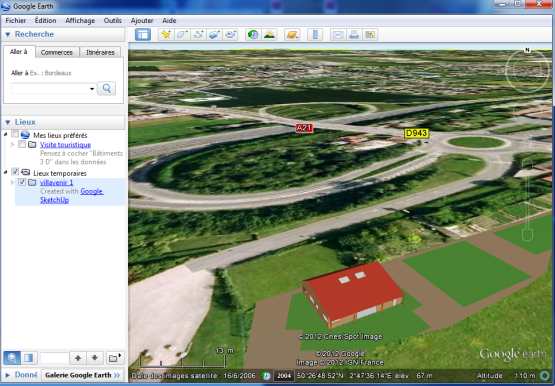 Google Earth
Fichier Édition Affichage Outils Ajouter Aide
Recherche
Aller à Commerces Itinéraires
Aller à Ex. : Bordeaux
Lieux
Mes lieux préférés
Visite touristique
Pensez à cocher "Bâtiments
3 D" dans les données
Lieux temporaires
villavenir 1
Created with Google
SketchUp
Donné Galerie Google Earth >>
N
A21
D943
13 m
© 2012 Cnes/Spot Image
© 2012 Google
Image © 2012 IGN France
Google earth
Date des images satellite : 16/6/2006 2004 50°26'48.52"N 2°47'36.14"E élév. 67 m Altitude 110 m